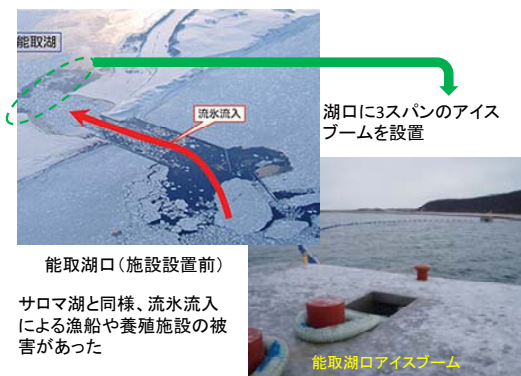 能取湖
流氷流入
湖口に3スパンのアイス
ブームを設置
能取湖口（施設設置前）
サロマ湖と同様、流氷流入
による漁船や養殖施設の被
害があった
能取湖口アイスブーム